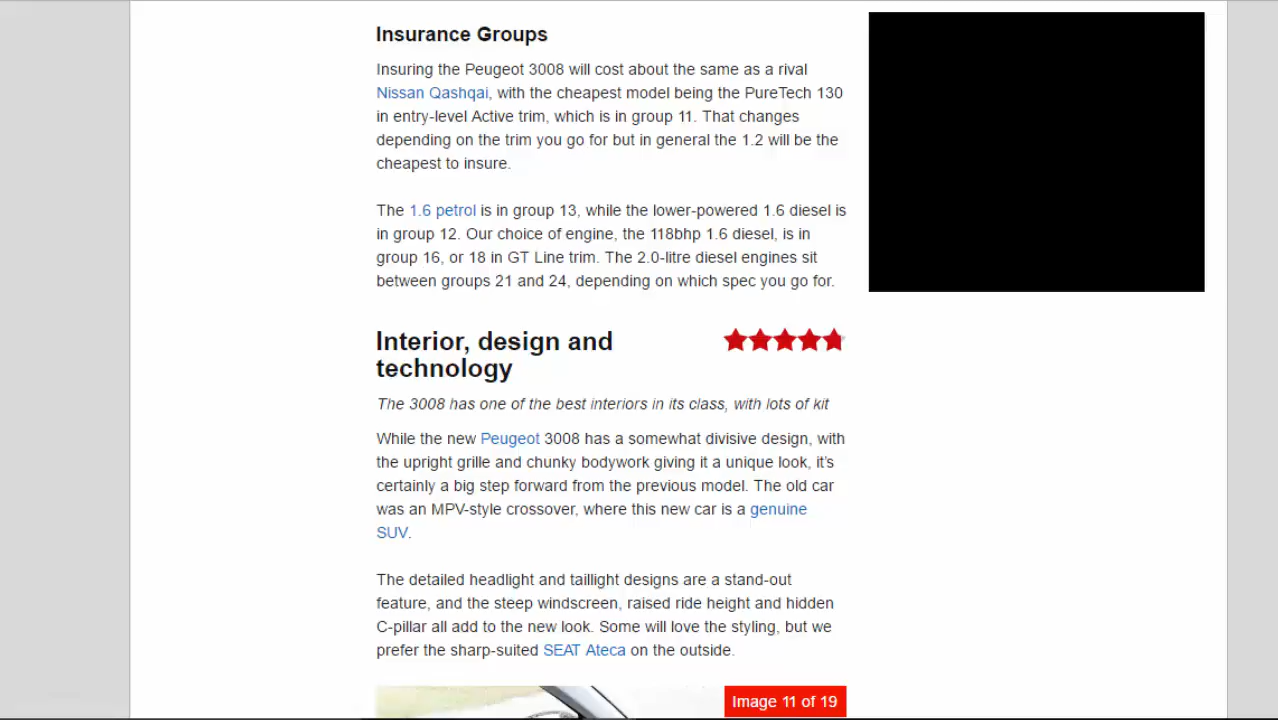 Insurance Groups
Insuring the Peugeot 3008 will cost about the same as a rival
Nissan Qashqai, with the cheapest model being the PureTech 130
in entry-level Active trim, which is in group 11. That changes
depending on the trim you go for but in general the 1.2 will be the
cheapest to insure.
The 1.6 petrol is in group 13, while the lower-powered 1.6 diesel is
in group 12. Our choice of engine, the 118bhp 1.6 diesel, is in
group 16, or 18 in GT Line trim. The 2.0-litre diesel engines sit
between groups 21 and 24, depending on which spec you go for.
Interior, design and
technology
The 3008 has one of the best interiors in its class, with lots of kit
While the new Peugeot 3008 has a somewhat divisive design, with
the upright grille and chunky bodywork giving it a unique look, it's
certainly a big step forward from the previous model. The old car
was an MPV-style crossover, where this new car is a genuine
SUV.
The detailed headlight and taillight designs are a stand-out
feature, and the steep windscreen, raised ride height and hidden
C-pillar all add to the new look. Some will love the styling, but we
prefer the sharp-suited SEAT Ateca on the outside.
Image 11 of 19